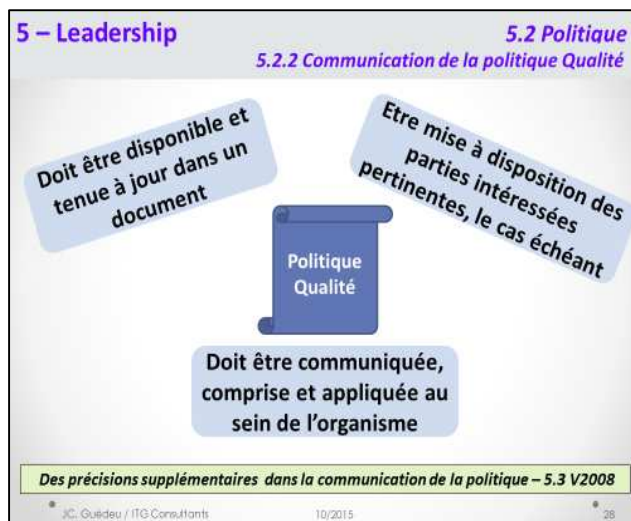 5 – Leadership
5.2 Politique
5.2.2 Communication de la politique Qualité
Doit être disponible et
tenue à jour dans un
document
Etre mise à disposition des
parties intéressées
pertinentes, le cas échéant
Politique
Qualité
Doit être communiquée,
comprise et appliquée au
sein de l'organisme
Des précisions supplémentaires dans la communication de la politique – 5.3 V2008
JC. Guédeu / ITG Consultants
10/2015
28